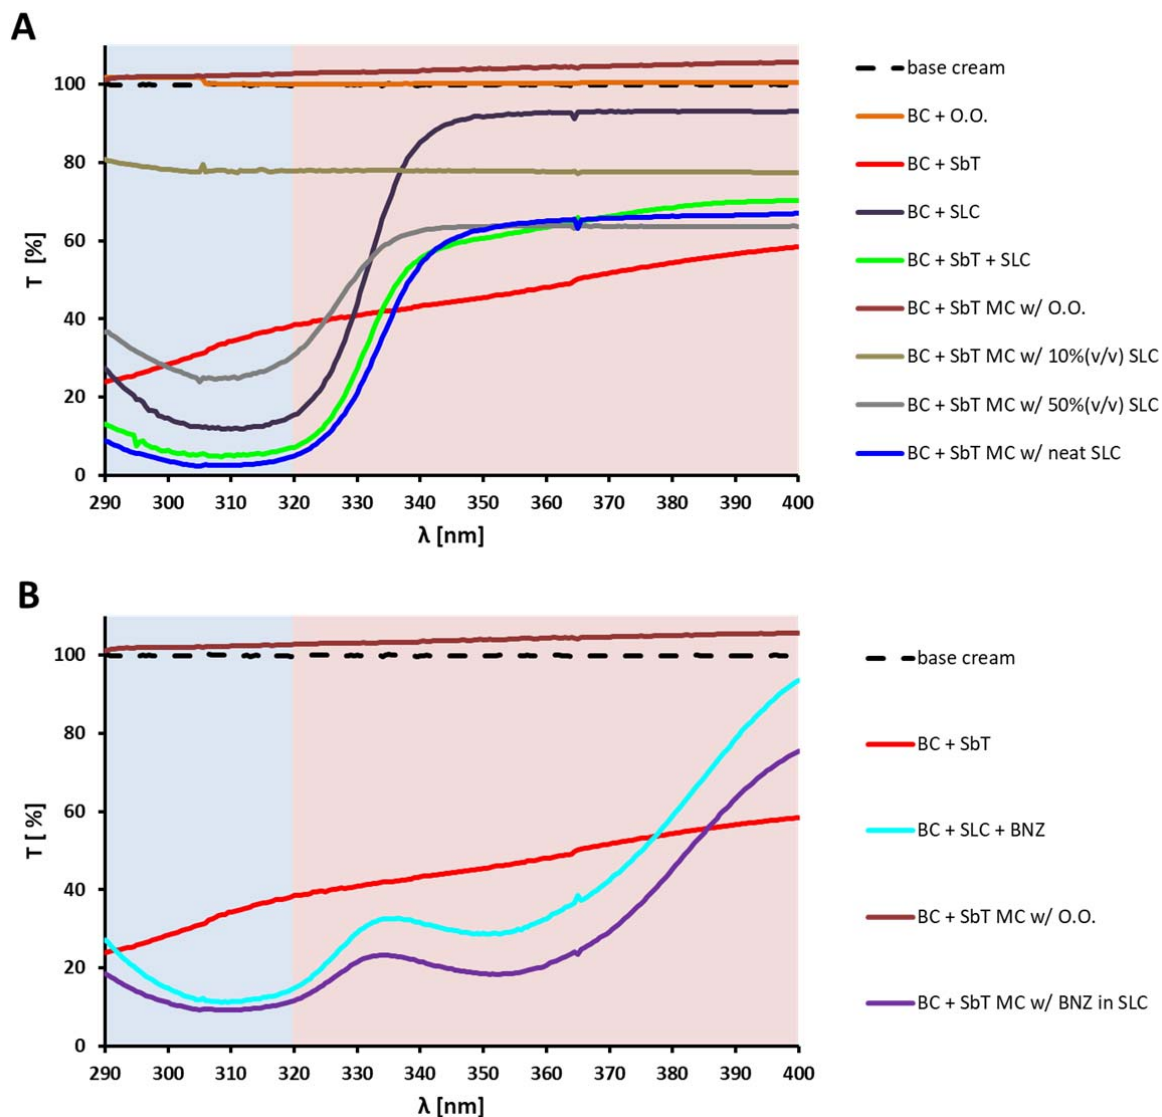 A
T [%]
100
80
60
40
20
0
290 300 310 320 330 340 350 360 370 380 390 400
λ [nm]
base cream
BC + O.O.
BC + SbT
BC + SLC
BC + SbT + SLC
BC + SbT MC w/ O.O.
BC + SbT MC w/ 10%(v/v) SLC
BC + SbT MC w/ 50%(v/v) SLC
BC + SbT MC w/ neat SLC
B
T [ %]
100
80
60
40
20
0
290 300 310 320 330 340 350 360 370 380 390 400
λ [nm]
base cream
BC + SbT
BC + SLC + BNZ
BC + SbT MC w/ O.O.
BC + SbT MC w/ BNZ in SLC